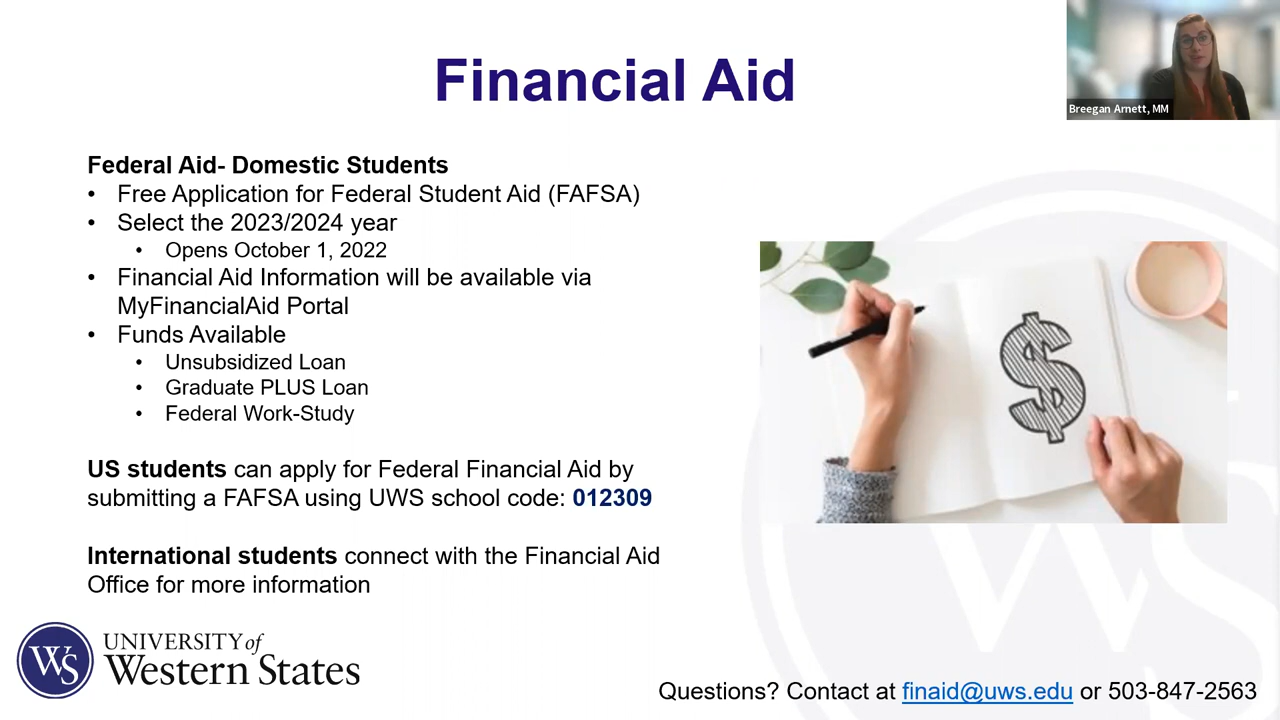 Financial Aid
Breegan Arnett, MM
Federal Aid- Domestic Students
• Free Application for Federal Student Aid (FAFSA)
• Select the 2023/2024 year
• Opens October 1, 2022
• Financial Aid Information will be available via
MyFinancialAid Portal
• Funds Available
• Unsubsidized Loan
• Graduate PLUS Loan
• Federal Work-Study
$
US students can apply for Federal Financial Aid by
submitting a FAFSA using UWS school code: 012309
International students connect with the Financial Aid
Office for more information
WS
UNIVERSITY of
Western States
Questions? Contact at finaid@uws.edu or 503-847-2563